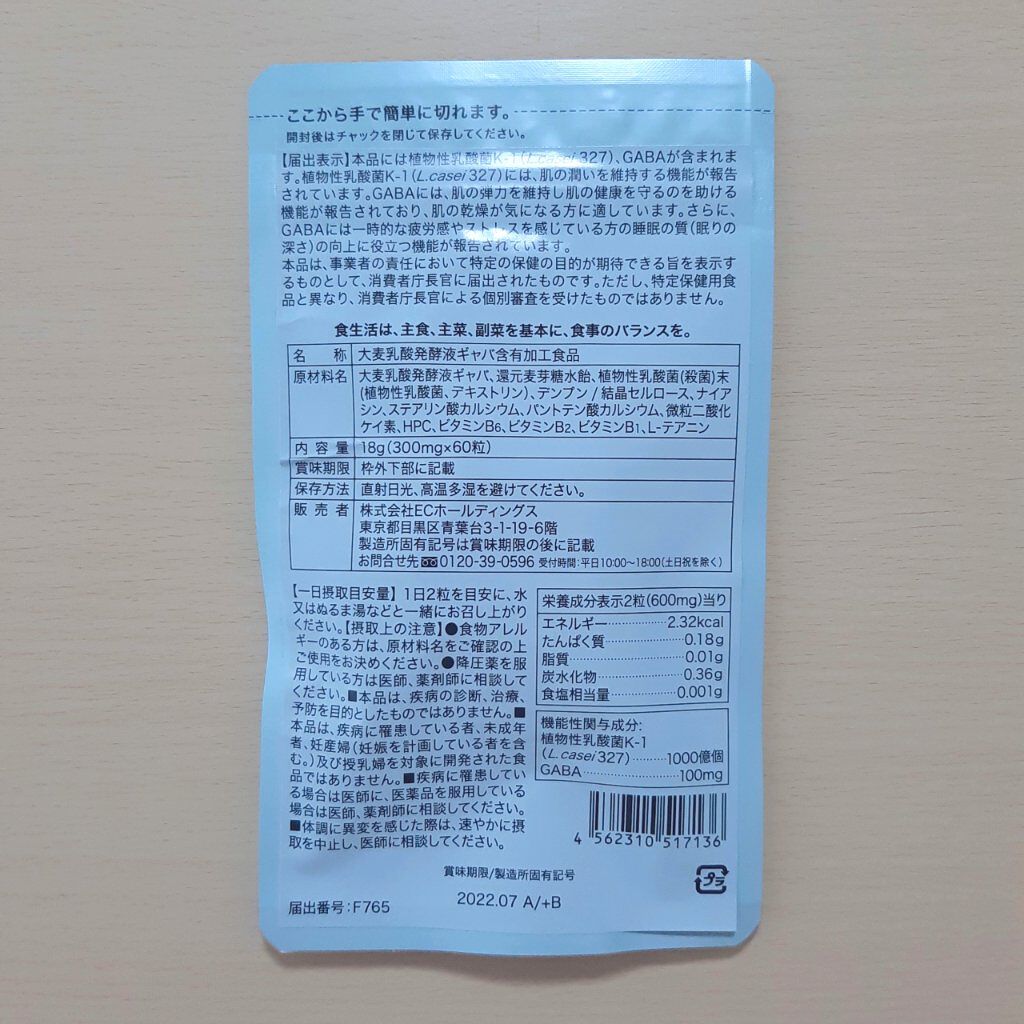 ここから手で簡単に切れます。
開封後はチャックを閉じて保存してください。
【届出表示】本品には植物性乳酸菌K-1(L.casei 327)、GABAが含まれま
す。植物性乳酸菌K-1(L.casei 327)には、肌の潤いを維持する機能が報告
されています。GABAには、肌の弾力を維持し肌の健康を守るのを助ける
機能が報告されており、肌の乾燥が気になる方に適しています。さらに、
GABAには一時的な疲労感やストレスを感じている方の睡眠の質(眠りの
深さ)の向上に役立つ機能が報告されています。
本品は、事業者の責任において特定の保健の目的が期待できる旨を表示す
るものとして、消費者庁長官に届出されたものです。ただし、特定保健用食
品と異なり、消費者庁長官による個別審査を受けたものではありません。
食生活は、主食、主菜、副菜を基本に、食事のバランスを。
名 称 大麦乳酸発酵液ギャバ含有加工食品
原材料名 大麦乳酸発酵液ギャバ、還元麦芽糖水飴、植物性乳酸菌(殺菌)末
(植物性乳酸菌、デキストリン)、デンプン / 結晶セルロース、ナイア
シン、ステアリン酸カルシウム、パントテン酸カルシウム、微粒二酸化
ケイ素、HPC、ビタミンB6、ビタミンB2、ビタミンB1、L-テアニン
内容量 18g(300mg×60粒)
賞味期限 枠外下部に記載
保存方法 直射日光、高温多湿を避けてください。
販売者 株式会社ECホールディングス
東京都目黒区青葉台3-1-19-6階
製造所固有記号は賞味期限の後に記載
お問合せ先 0120-39-0596 受付時間:平日10:00〜18:00(土日祝を除く)
【一日摂取目安量】 1日2粒を目安に、水
又はぬるま湯などと一緒にお召し上がり
ください。【摂取上の注意】●食物アレル
ギーのある方は、原材料名をご確認の上
ご使用をお決めください。●降圧薬を服
用している方は医師、薬剤師に相談して
ください。■本品は、疾病の診断、治療、
予防を目的としたものではありません。■
本品は、疾病に罹患している者、未成年
者、妊産婦(妊娠を計画している者を含
む。)及び授乳婦を対象に開発された食
品ではありません。■疾病に罹患してい
る場合は医師に、医薬品を服用している
場合は医師、薬剤師に相談してください。
■体調に異変を感じた際は、速やかに摂
取を中止し、医師に相談してください。
栄養成分表示2粒(600mg)当り
エネルギー 2.32kcal
たんぱく質 0.18g
脂質 0.01g
炭水化物 0.36g
食塩相当量 0.001g
機能性関与成分:
植物性乳酸菌K-1
(L.casei 327) 1000億個
GABA 100mg
4 562310 517136
賞味期限/製造所固有記号
プラ
届出番号:F765
2022.07 A/+B